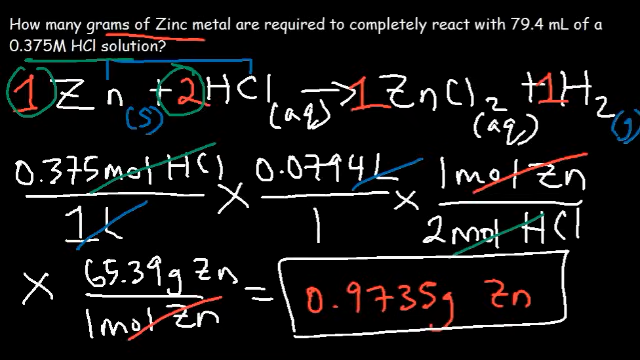 How many grams of Zinc metal are required to completely react with 79.4 mL of a
0.375M HCl solution?
1 Zn (s) + 2 HCl (aq) → 1 ZnCl2 (aq) + 1 H2 (g)
0.375 mol HCl / 1 L × 0.0794 L / 1 × 1 mol Zn / 2 mol HCl
× 65.39 g Zn / 1 mol Zn = 0.9735g Zn